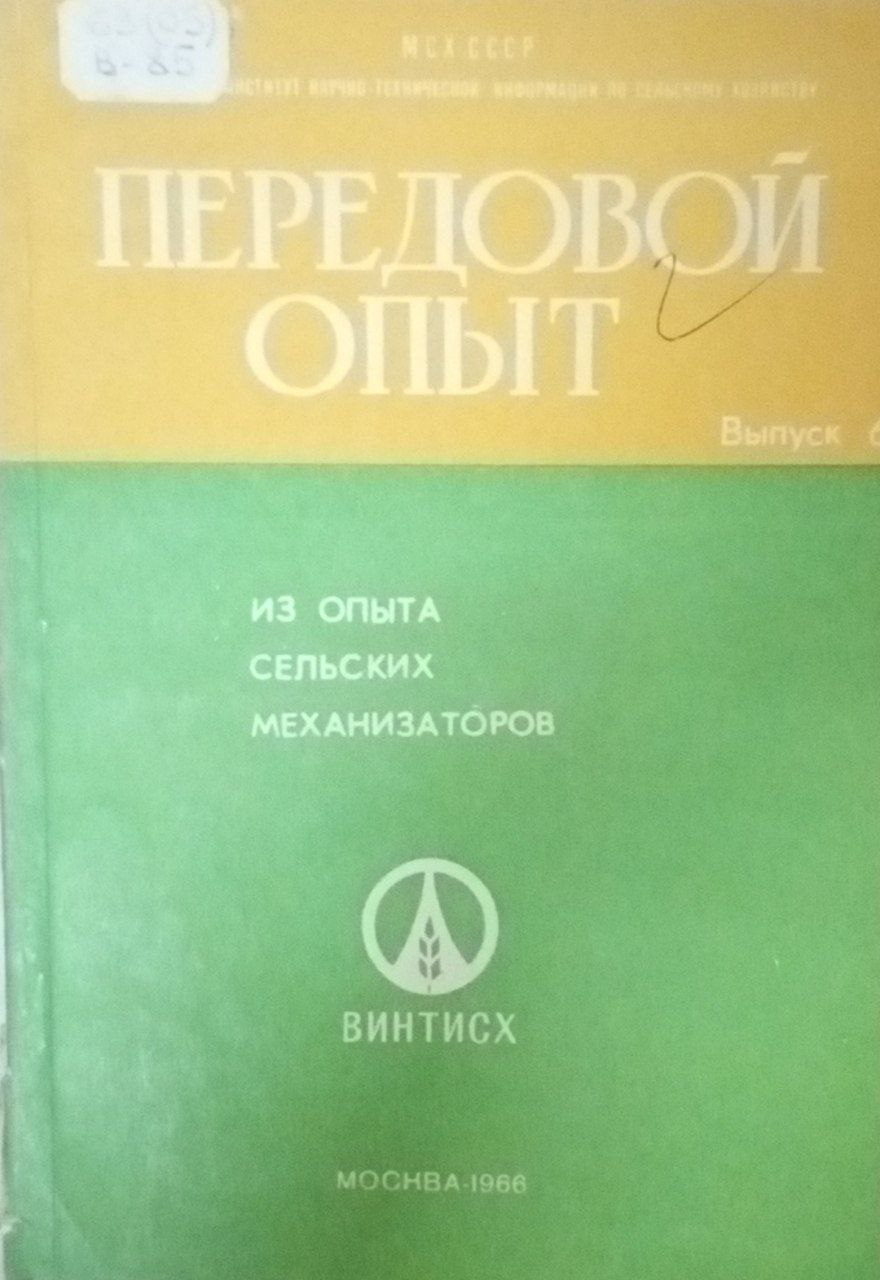 МСХ СССР
ИНСТИТУТ НАУЧНО-ТЕХНИЧЕСКОЙ ИНФОРМАЦИИ ПО СЕЛЬСКОМУ ХОЗЯЙСТВУ
ПЕРЕДОВОЙ
ОПЫТ
Выпуск 6
ИЗ ОПЫТА
СЕЛЬСКИХ
МЕХАНИЗАТОРОВ
ВИНТИСХ
МОСКВА-1966